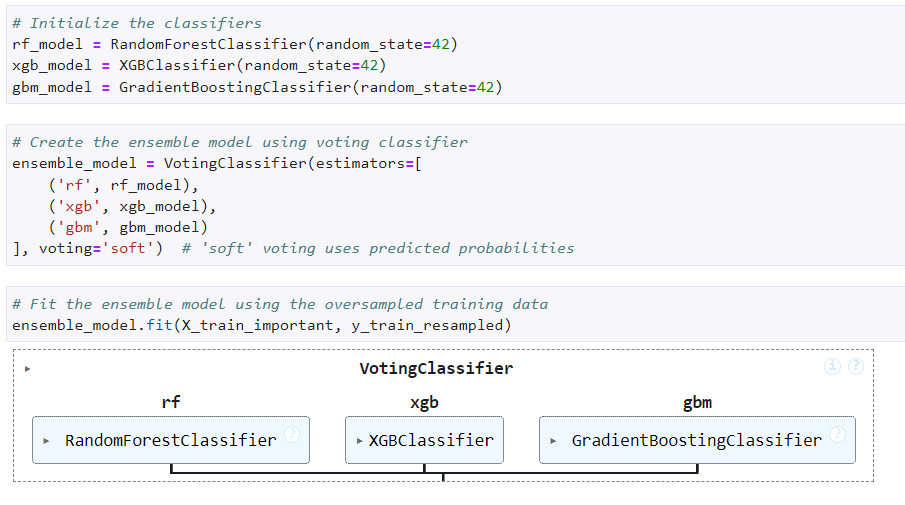 # Initialize the classifiers
rf_model = RandomForestClassifier(random_state=42)
xgb_model = XGBClassifier(random_state=42)
gbm_model = GradientBoostingClassifier(random_state=42)
# Create the ensemble model using voting classifier
ensemble_model = VotingClassifier(estimators=[
    ('rf', rf_model),
    ('xgb', xgb_model),
    ('gbm', gbm_model)
], voting='soft')  # 'soft' voting uses predicted probabilities
# Fit the ensemble model using the oversampled training data
ensemble_model.fit(X_train_important, y_train_resampled)
▸ VotingClassifier i ?
rf xgb gbm
▸ RandomForestClassifier ? ▸ XGBClassifier ▸ GradientBoostingClassifier ?